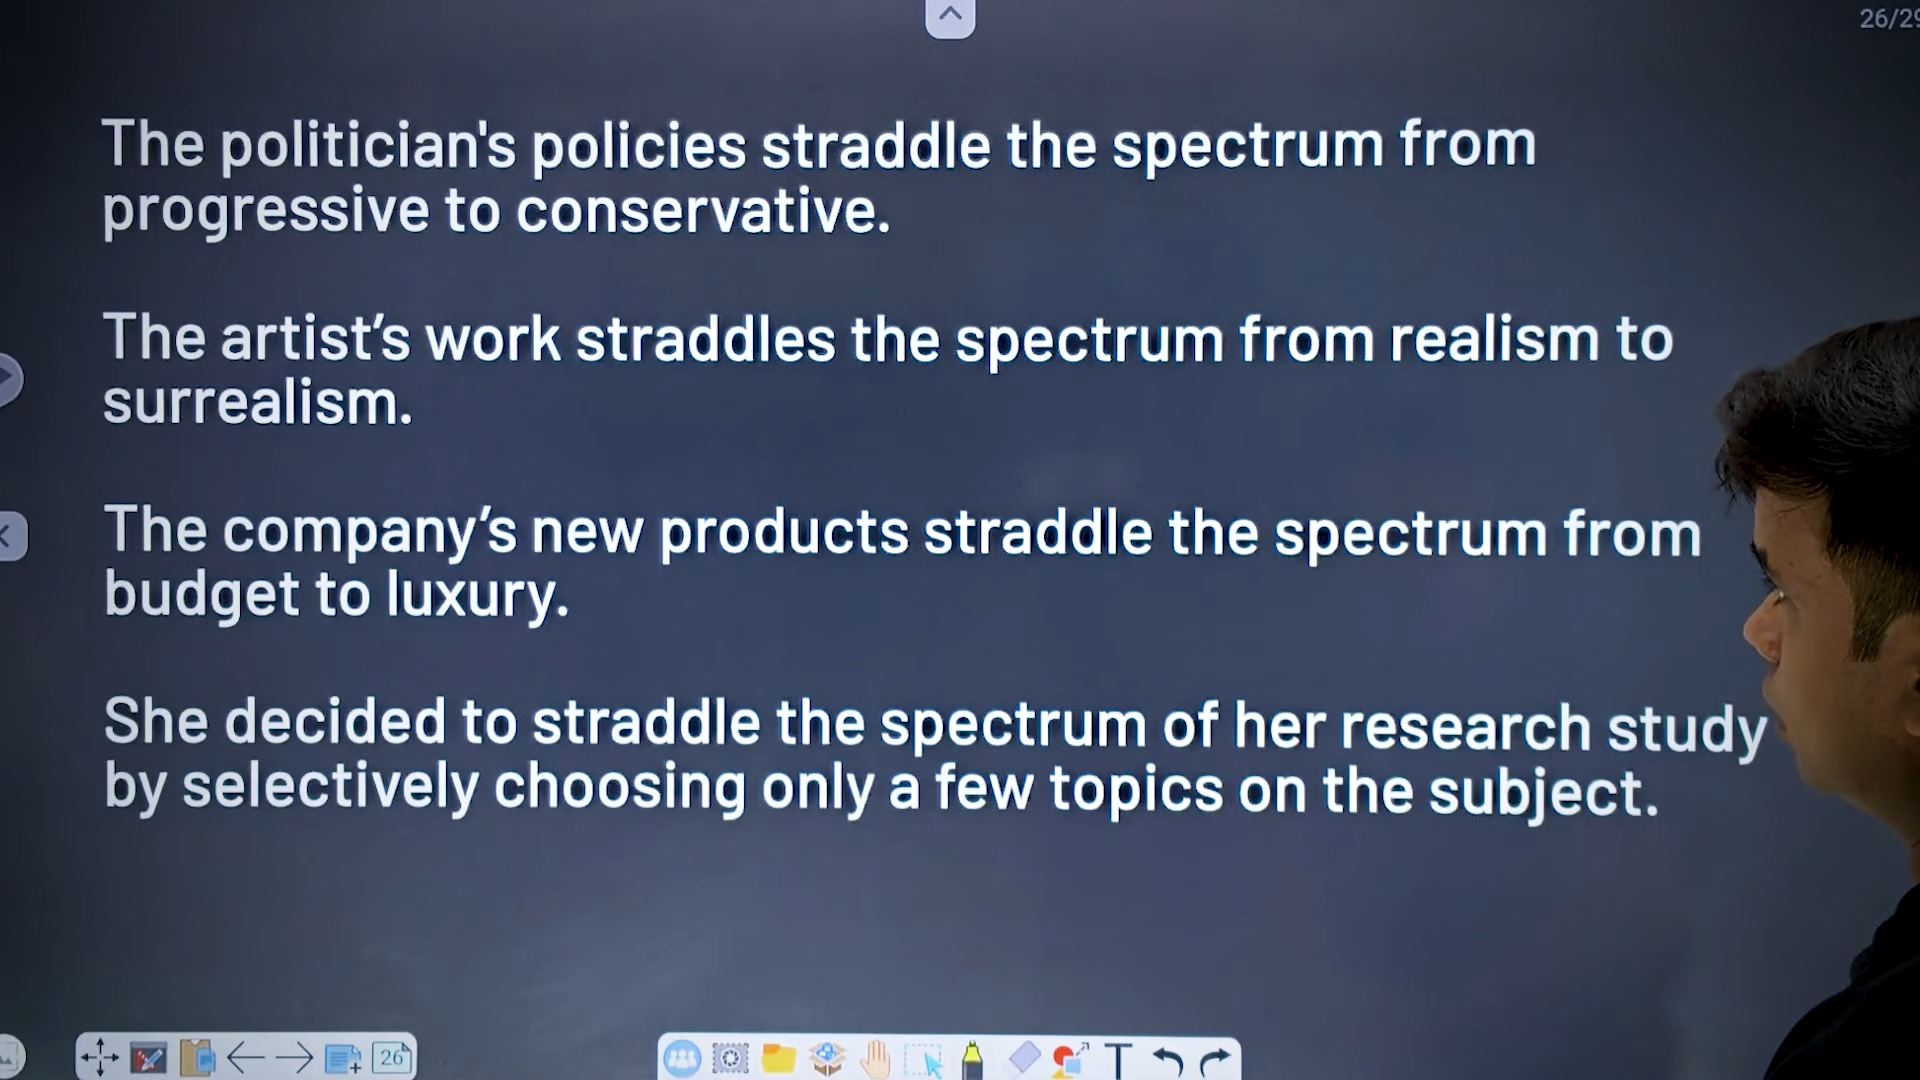 26/29
The politician's policies straddle the spectrum from
progressive to conservative.
The artist’s work straddles the spectrum from realism to
surrealism.
The company’s new products straddle the spectrum from
budget to luxury.
She decided to straddle the spectrum of her research study
by selectively choosing only a few topics on the subject.
26